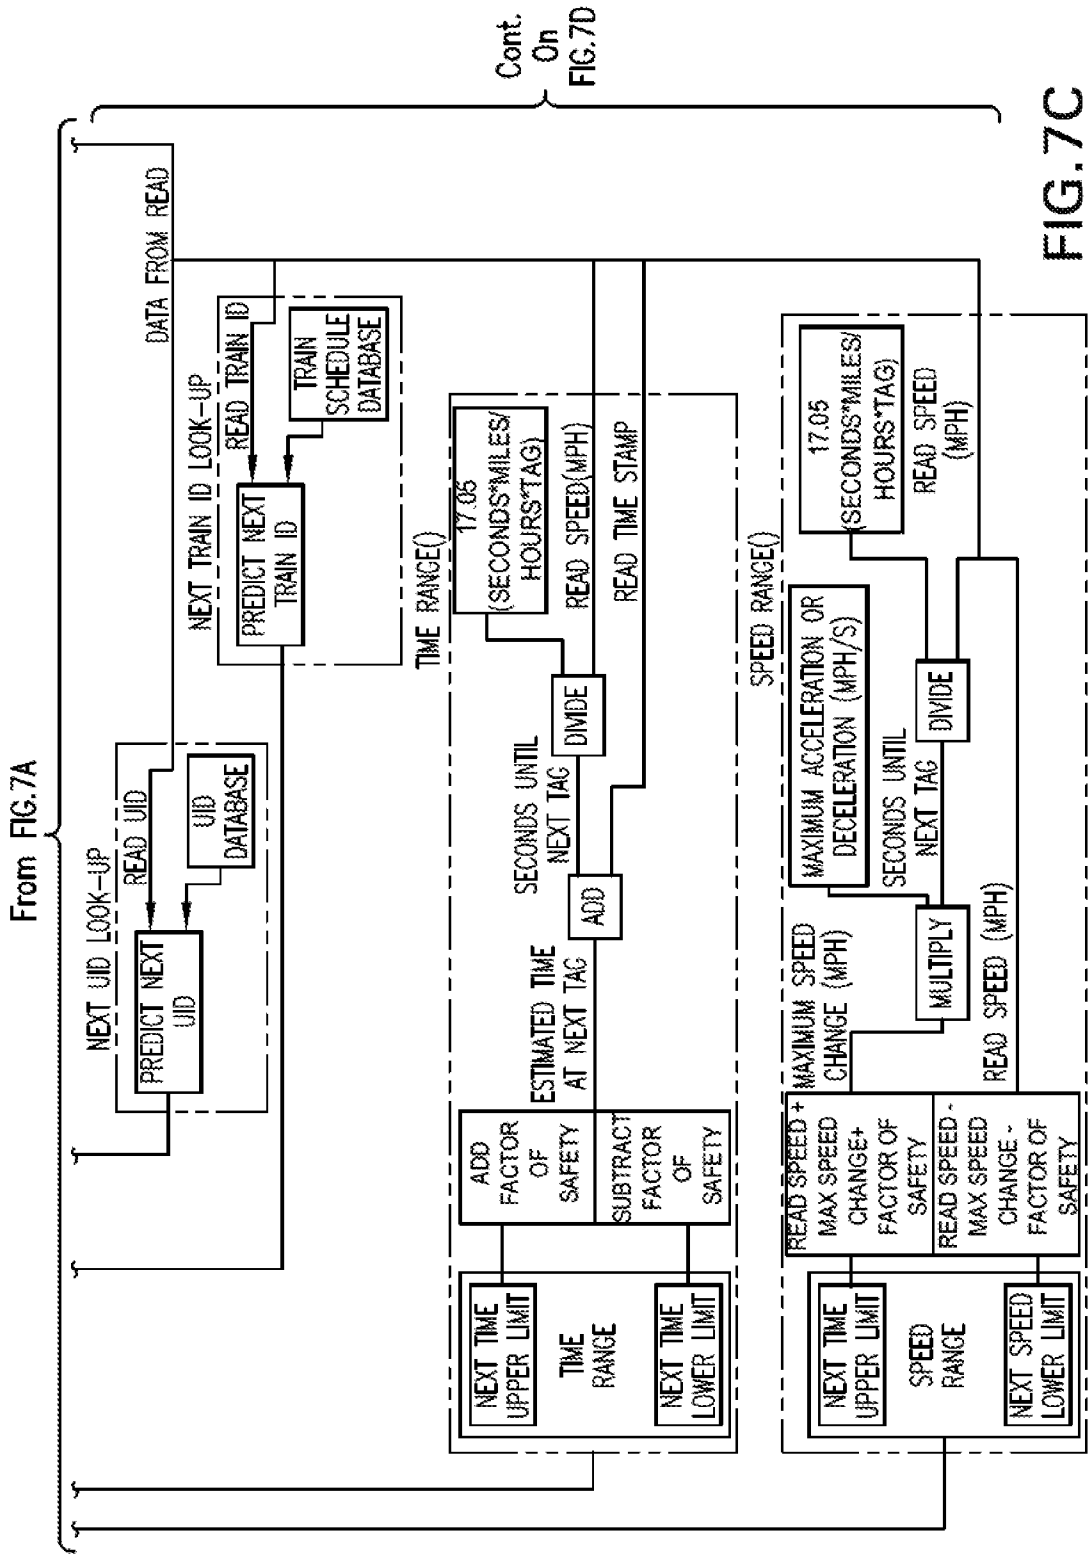 From FIG.7A
Cont.
On
FIG.7D
DATA FROM READ
NEXT UID LOOK-UP
READ UID
PREDICT NEXT
UID
UID
DATABASE
NEXT TRAIN ID LOOK-UP
READ TRAIN ID
PREDICT NEXT
TRAIN ID
TRAIN
SCHEDULE
DATABASE
TIME RANGE()
17.05
(SECONDS*MILES/
HOURS*TAG)
READ SPEED(MPH)
READ TIME STAMP
DIVIDE
SECONDS UNTIL
NEXT TAG
ADD
ESTIMATED TIME
AT NEXT TAG
ADD
FACTOR
OF
SAFETY
SUBTRACT
FACTOR
OF
SAFETY
NEXT TIME
UPPER LIMIT
TIME
RANGE
NEXT TIME
LOWER LIMIT
SPEED RANGE()
17.05
(SECONDS*MILES/
HOURS*TAG)
READ SPEED
(MPH)
MAXIMUM ACCELERATION OR
DECELERATION (MPH/S)
DIVIDE
SECONDS UNTIL
NEXT TAG
MULTIPLY
MAXIMUM SPEED
CHANGE (MPH)
READ SPEED (MPH)
READ SPEED +
MAX SPEED
CHANGE+
FACTOR OF
SAFETY
READ SPEED -
MAX SPEED
CHANGE -
FACTOR OF
SAFETY
NEXT TIME
UPPER LIMIT
SPEED
RANGE
NEXT SPEED
LOWER LIMIT
FIG.7C